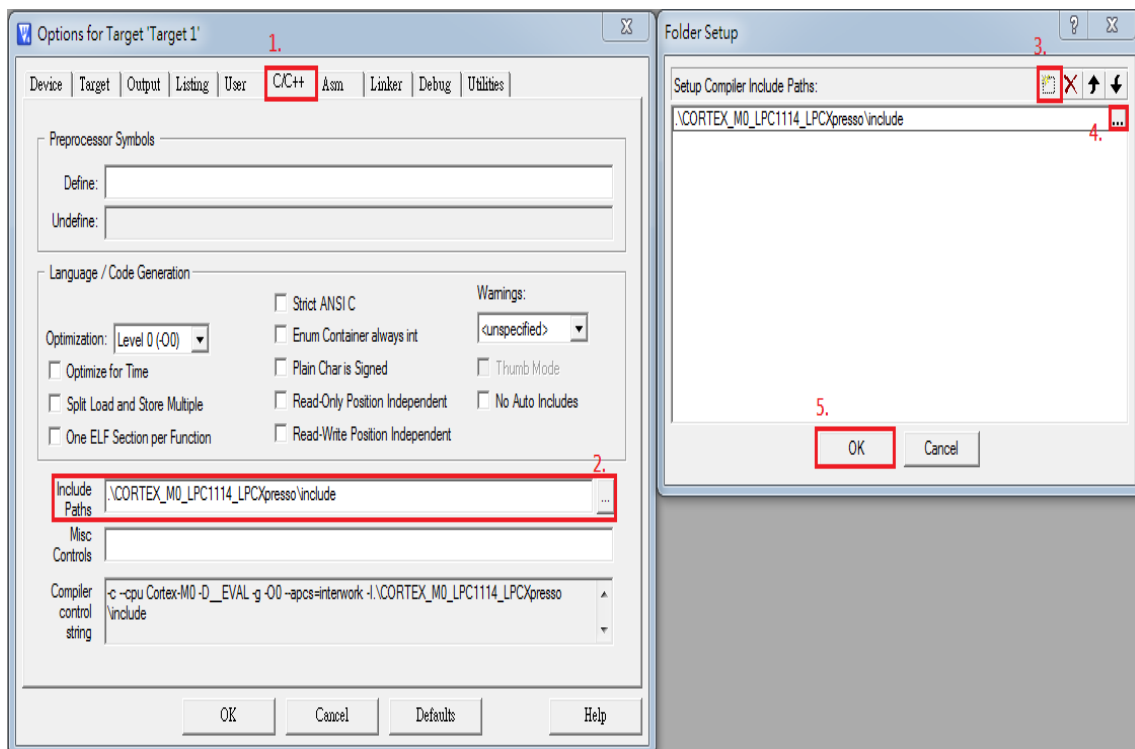 Options for Target 'Target 1'
1.
Device Target Output Listing User C/C++ Asm Linker Debug Utilities
Preprocessor Symbols
Define:
Undefine:
Language / Code Generation
Optimization: Level 0 (-O0)
Optimize for Time
Split Load and Store Multiple
One ELF Section per Function
Strict ANSI C
Enum Container always int
Plain Char is Signed
Read-Only Position Independent
Read-Write Position Independent
Warnings:
<unspecified>
Thumb Mode
No Auto Includes
2.
Include Paths
.\CORTEX_M0_LPC1114_LPCXpresso\include
...
Misc Controls
Compiler control string
-c --cpu Cortex-M0 -D__EVAL -g -O0 --apcs=interwork -I.\CORTEX_M0_LPC1114_LPCXpresso
\include
OK Cancel Defaults Help
Folder Setup
3.
Setup Compiler Include Paths:
.\CORTEX_M0_LPC1114_LPCXpresso\include
...
4.
5.
OK Cancel